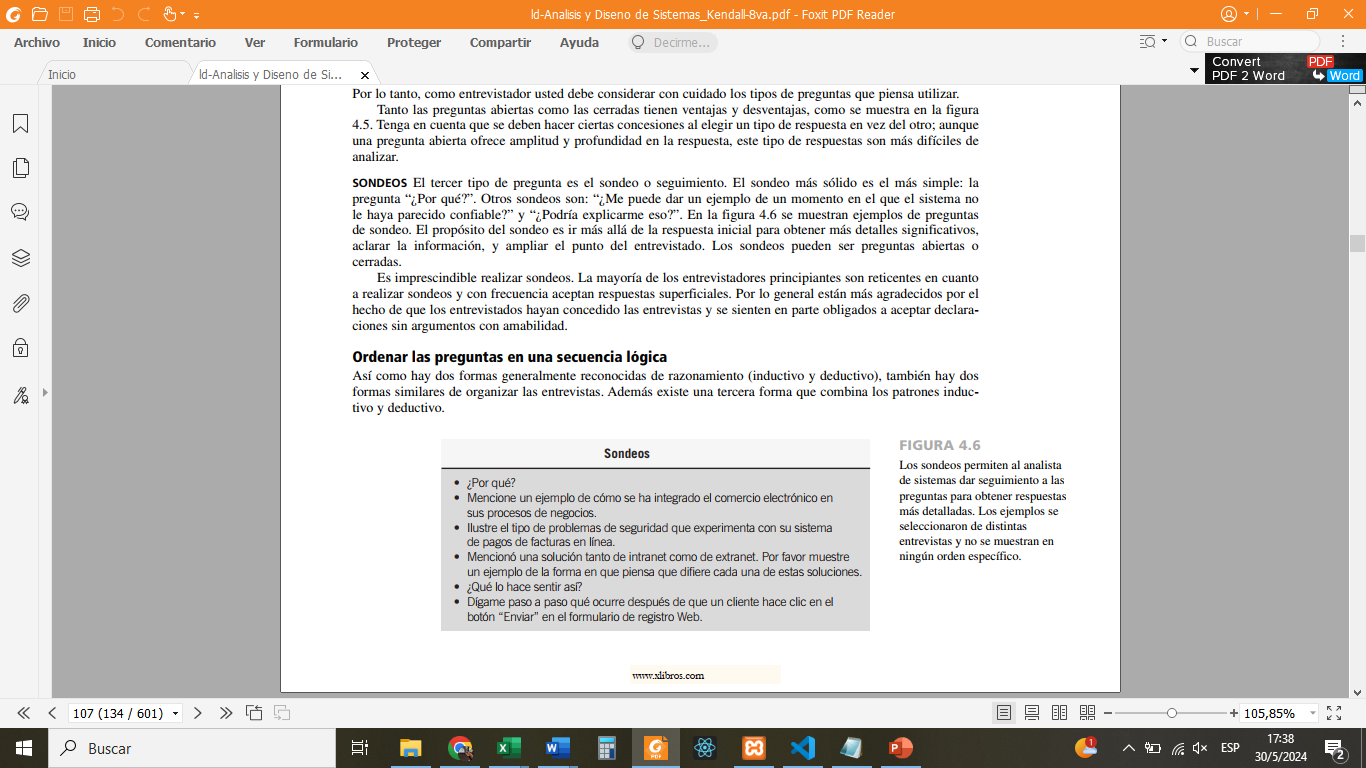 ld-Analisis y Diseno de Sistemas_Kendall-8va.pdf - Foxit PDF Reader
Archivo Inicio Comentario Ver Formulario Proteger Compartir Ayuda Decirme... Buscar
Inicio ld-Analisis y Diseno de Si...
Convert PDF
PDF 2 Word Word
Por lo tanto, como entrevistador usted debe considerar con cuidado los tipos de preguntas que piensa utilizar.
Tanto las preguntas abiertas como las cerradas tienen ventajas y desventajas, como se muestra en la figura
4.5. Tenga en cuenta que se deben hacer ciertas concesiones al elegir un tipo de respuesta en vez del otro; aunque
una pregunta abierta ofrece amplitud y profundidad en la respuesta, este tipo de respuestas son más difíciles de
analizar.
SONDEOS El tercer tipo de pregunta es el sondeo o seguimiento. El sondeo más sólido es el más simple: la
pregunta “¿Por qué?”. Otros sondeos son: “¿Me puede dar un ejemplo de un momento en el que el sistema no
le haya parecido confiable?” y “¿Podría explicarme eso?”. En la figura 4.6 se muestran ejemplos de preguntas
de sondeo. El propósito del sondeo es ir más allá de la respuesta inicial para obtener más detalles significativos,
aclarar la información, y ampliar el punto del entrevistado. Los sondeos pueden ser preguntas abiertas o
cerradas.
Es imprescindible realizar sondeos. La mayoría de los entrevistadores principiantes son reticentes en cuanto
a realizar sondeos y con frecuencia aceptan respuestas superficiales. Por lo general están más agradecidos por el
hecho de que los entrevistados hayan concedido las entrevistas y se sienten en parte obligados a aceptar declara-
ciones sin argumentos con amabilidad.
Ordenar las preguntas en una secuencia lógica
Así como hay dos formas generalmente reconocidas de razonamiento (inductivo y deductivo), también hay dos
formas similares de organizar las entrevistas. Además existe una tercera forma que combina los patrones induc-
tivo y deductivo.
Sondeos
• ¿Por qué?
• Mencione un ejemplo de cómo se ha integrado el comercio electrónico en
sus procesos de negocios.
• Ilustre el tipo de problemas de seguridad que experimenta con su sistema
de pagos de facturas en línea.
• Mencionó una solución tanto de intranet como de extranet. Por favor muestre
un ejemplo de la forma en que piensa que difiere cada una de estas soluciones.
• ¿Qué lo hace sentir así?
• Dígame paso a paso qué ocurre después de que un cliente hace clic en el
botón “Enviar” en el formulario de registro Web.
FIGURA 4.6
Los sondeos permiten al analista
de sistemas dar seguimiento a las
preguntas para obtener respuestas
más detalladas. Los ejemplos se
seleccionaron de distintas
entrevistas y no se muestran en
ningún orden específico.
www.xlibros.com
107 (134 / 601) 105,85%
Buscar ESP 17:38
30/5/2024 2